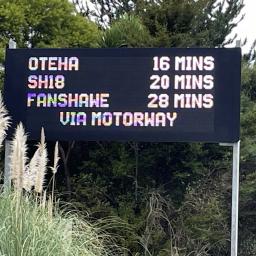 OTEHA 16 MINS
SH18 20 MINS
FANSHAWE 28 MINS
VIA MOTORWAY